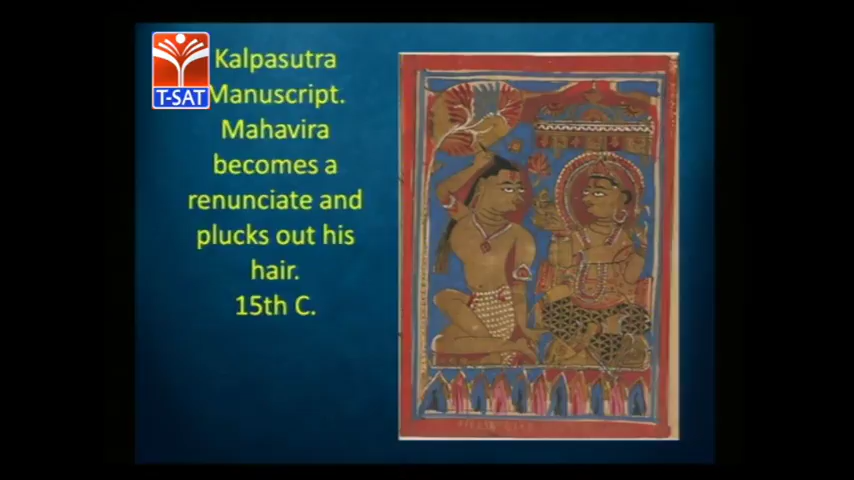 Kalpasutra
T-SAT
Manuscript.
Mahavira
becomes a
renunciate and
plucks out his
hair.
15th C.